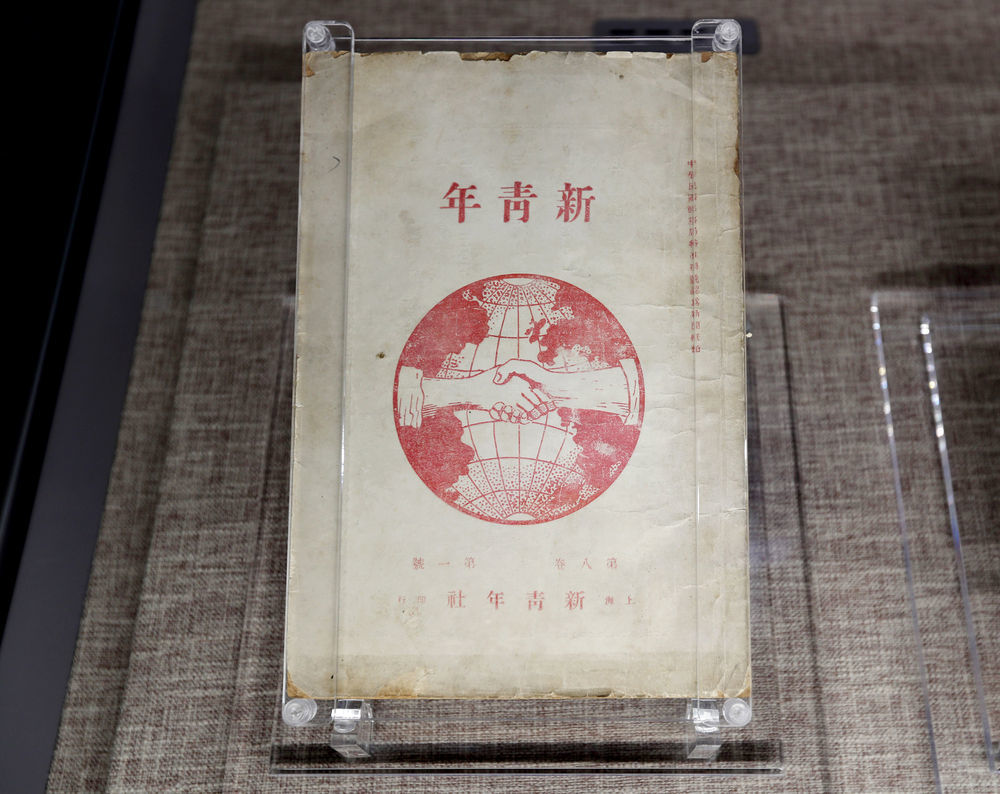 新青年
第八卷 第一號
上海 新青年社 印行